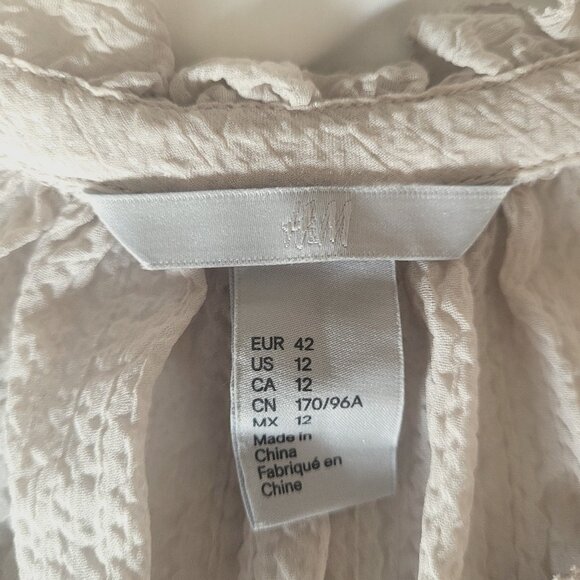 H&M
EUR 42
US 12
CA 12
CN 170/96A
MX 12
Made in
China
Fabriqué en
Chine